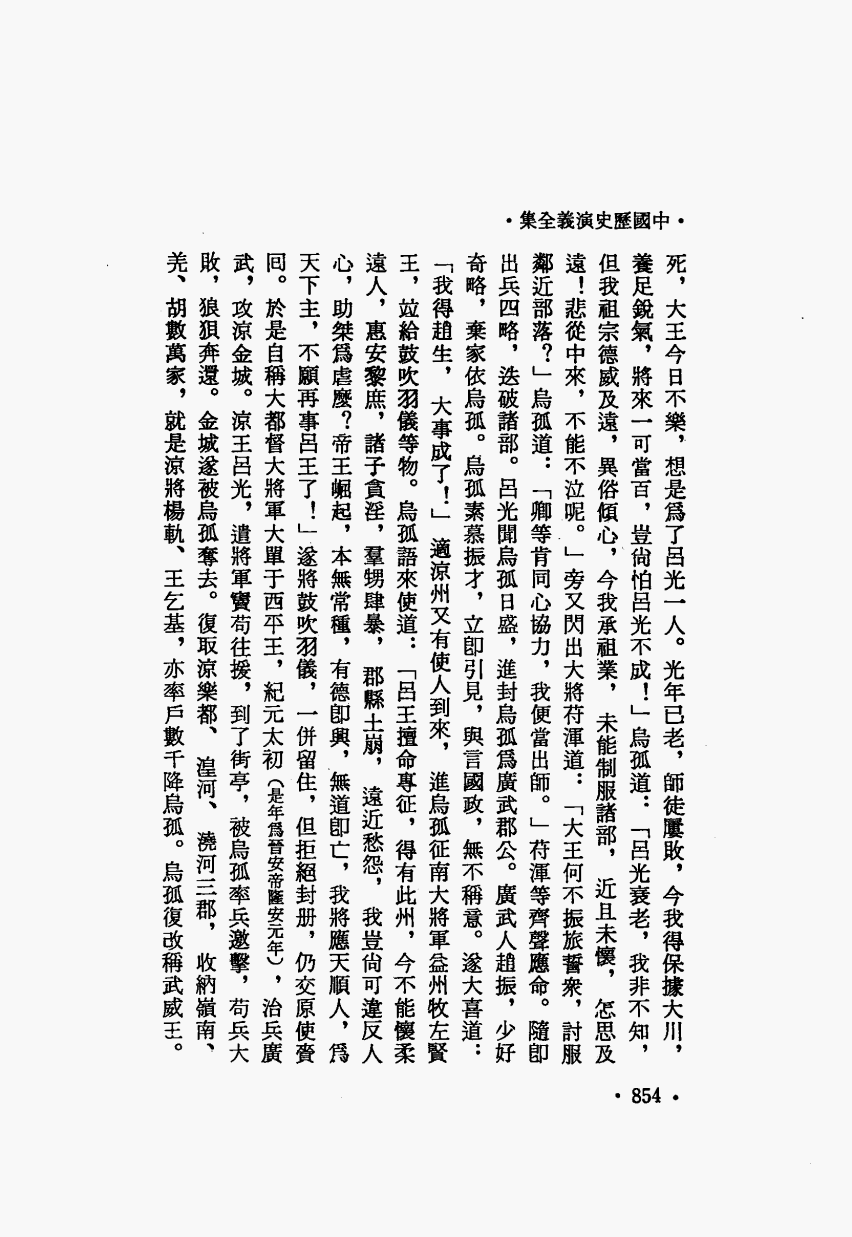 ·中國歷史演義全集·
死，大王今日不樂，想是爲了呂光一人。光年已老，師徒屢敗，今我得保據大川，
養足銳氣，將來一可當百，豈尙怕呂光不成！」烏孤道：「呂光衰老，我非不知，
但我祖宗德威及遠，異俗傾心，今我承祖業，未能制服諸部，近且未懷，怎思及
遠！悲從中來，不能不泣呢。」旁又閃出大將苻渾道：「大王何不振旅誓衆，討服
鄰近部落？」烏孤道：「卿等肯同心協力，我便當出師。」苻渾等齊聲應命。隨卽
出兵四略，迭破諸部。呂光聞烏孤日盛，進封烏孤爲廣武郡公。廣武人趙振，少好
奇略，棄家依烏孤。烏孤素慕振才，立卽引見，與言國政，無不稱意。遂大喜道：
「我得趙生，大事成了！」適涼州又有使人到來，進烏孤征南大將軍益州牧左賢
王，竝給鼓吹羽儀等物。烏孤語來使道：「呂王擅命專征，得有此州，今不能懷柔
遠人，惠安黎庶，諸子貪淫，羣甥肆暴，郡縣土崩，遠近愁怨，我豈尙可違反人
心，助桀爲虐麼？帝王崛起，本無常種，有德卽興，無道卽亡，我將應天順人，爲
天下主，不願再事呂王了！」遂將鼓吹羽儀，一併留住，但拒絕封册，仍交原使賫
囘。於是自稱大都督大將軍大單于西平王，紀元太初（是年爲晉安帝隆安元年），治兵廣
武，攻涼金城。涼王呂光，遣將軍竇苟往援，到了街亭，被烏孤率兵邀擊，苟兵大
敗，狼狽奔還。金城遂被烏孤奪去。復取涼樂都、湟河、澆河三郡，收納嶺南、
羌、胡數萬家，就是涼將楊軌、王乞基，亦率戶數千降烏孤。烏孤復改稱武威王。
·854·